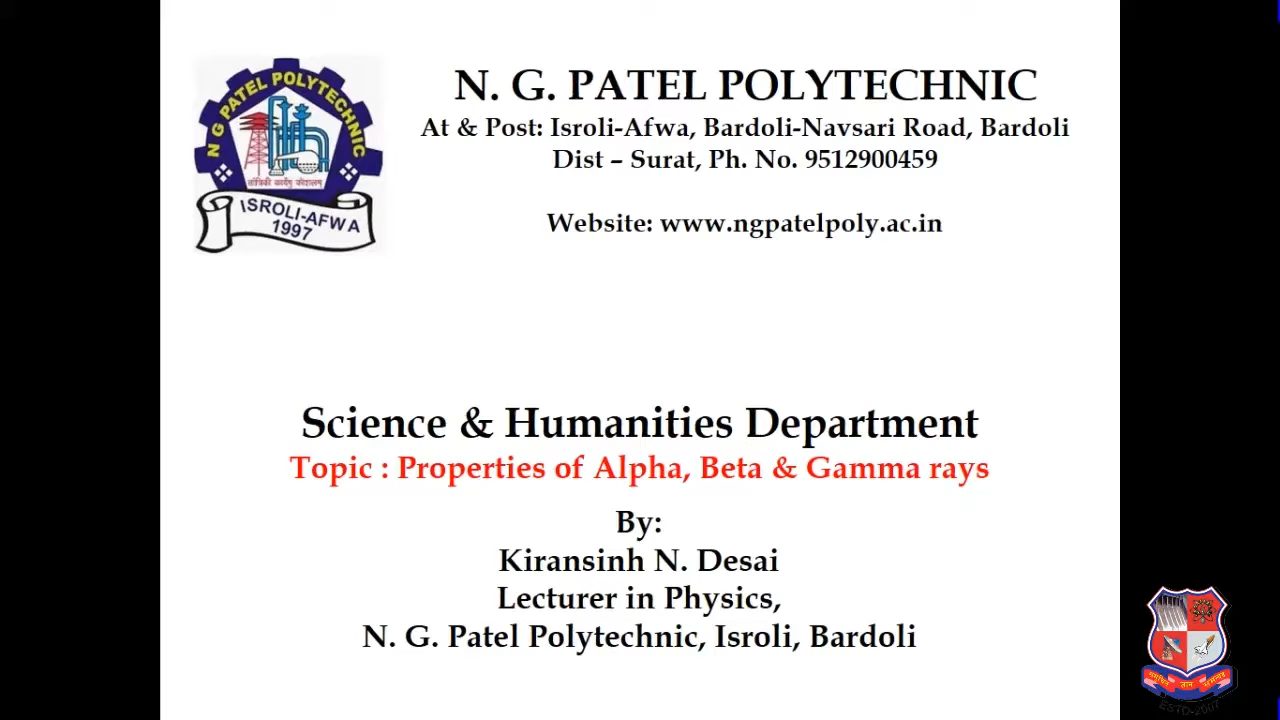 N G PATEL POLYTECHNIC
ISROLI-AFWA
1997
N. G. PATEL POLYTECHNIC
At & Post: Isroli-Afwa, Bardoli-Navsari Road, Bardoli
Dist – Surat, Ph. No. 9512900459
Website: www.ngpatelpoly.ac.in
Science & Humanities Department
Topic : Properties of Alpha, Beta & Gamma rays
By:
Kiransinh N. Desai
Lecturer in Physics,
N. G. Patel Polytechnic, Isroli, Bardoli
ESTD-2007